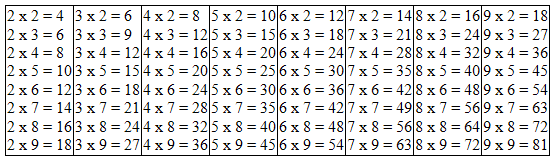 2 x 2 = 4 3 x 2 = 6 4 x 2 = 8 5 x 2 = 10 6 x 2 = 12 7 x 2 = 14 8 x 2 = 16 9 x 2 = 18
2 x 3 = 6 3 x 3 = 9 4 x 3 = 12 5 x 3 = 15 6 x 3 = 18 7 x 3 = 21 8 x 3 = 24 9 x 3 = 27
2 x 4 = 8 3 x 4 = 12 4 x 4 = 16 5 x 4 = 20 6 x 4 = 24 7 x 4 = 28 8 x 4 = 32 9 x 4 = 36
2 x 5 = 10 3 x 5 = 15 4 x 5 = 20 5 x 5 = 25 6 x 5 = 30 7 x 5 = 35 8 x 5 = 40 9 x 5 = 45
2 x 6 = 12 3 x 6 = 18 4 x 6 = 24 5 x 6 = 30 6 x 6 = 36 7 x 6 = 42 8 x 6 = 48 9 x 6 = 54
2 x 7 = 14 3 x 7 = 21 4 x 7 = 28 5 x 7 = 35 6 x 7 = 42 7 x 7 = 49 8 x 7 = 56 9 x 7 = 63
2 x 8 = 16 3 x 8 = 24 4 x 8 = 32 5 x 8 = 40 6 x 8 = 48 7 x 8 = 56 8 x 8 = 64 9 x 8 = 72
2 x 9 = 18 3 x 9 = 27 4 x 9 = 36 5 x 9 = 45 6 x 9 = 54 7 x 9 = 63 8 x 9 = 72 9 x 9 = 81